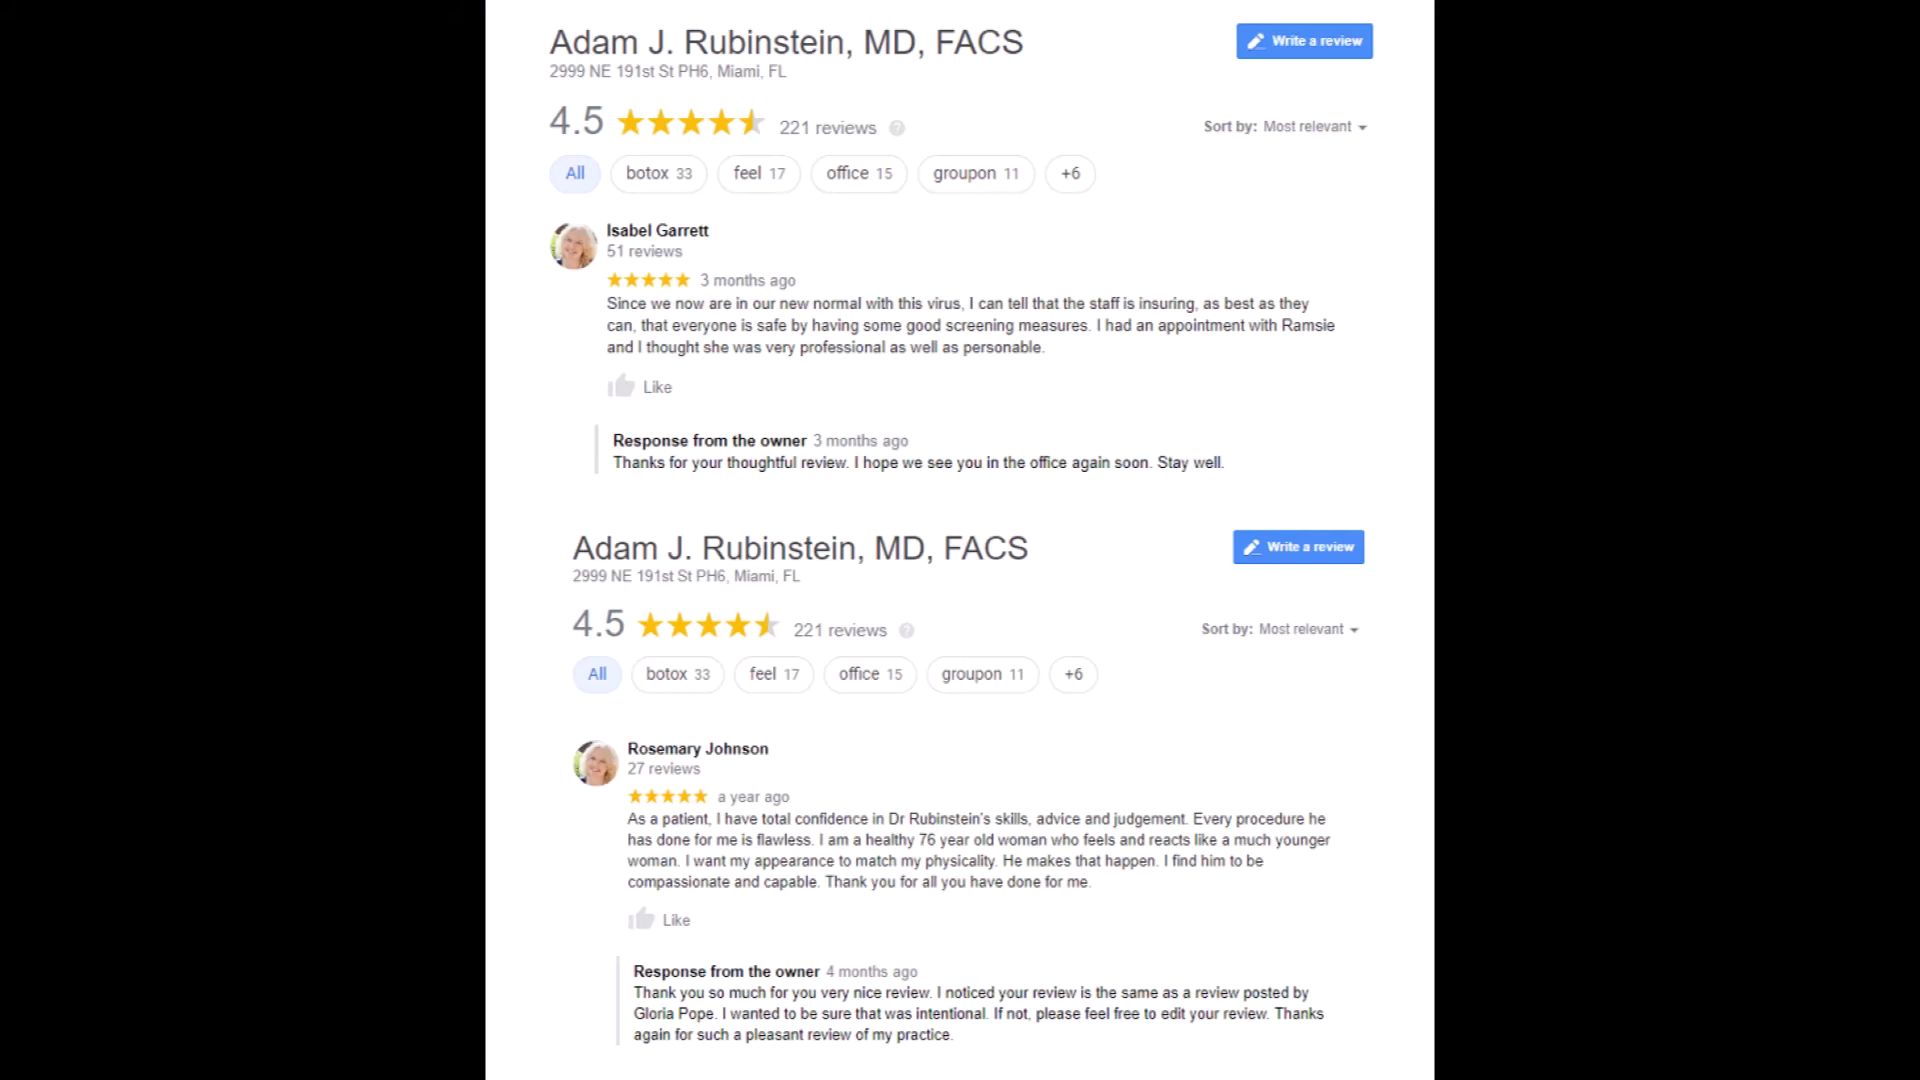 Adam J. Rubinstein, MD, FACS
Write a review
2999 NE 191st St PH6, Miami, FL
4.5 221 reviews ?
Sort by: Most relevant
All botox 33 feel 17 office 15 groupon 11 +6
Isabel Garrett
51 reviews
3 months ago
Since we now are in our new normal with this virus, I can tell that the staff is insuring, as best as they
can, that everyone is safe by having some good screening measures. I had an appointment with Ramsie
and I thought she was very professional as well as personable.
Like
Response from the owner 3 months ago
Thanks for your thoughtful review. I hope we see you in the office again soon. Stay well.
Adam J. Rubinstein, MD, FACS
Write a review
2999 NE 191st St PH6, Miami, FL
4.5 221 reviews ?
Sort by: Most relevant
All botox 33 feel 17 office 15 groupon 11 +6
Rosemary Johnson
27 reviews
a year ago
As a patient, I have total confidence in Dr Rubinstein's skills, advice and judgement. Every procedure he
has done for me is flawless. I am a healthy 76 year old woman who feels and reacts like a much younger
woman. I want my appearance to match my physicality. He makes that happen. I find him to be
compassionate and capable. Thank you for all you have done for me.
Like
Response from the owner 4 months ago
Thank you so much for you very nice review. I noticed your review is the same as a review posted by
Gloria Pope. I wanted to be sure that was intentional. If not, please feel free to edit your review. Thanks
again for such a pleasant review of my practice.